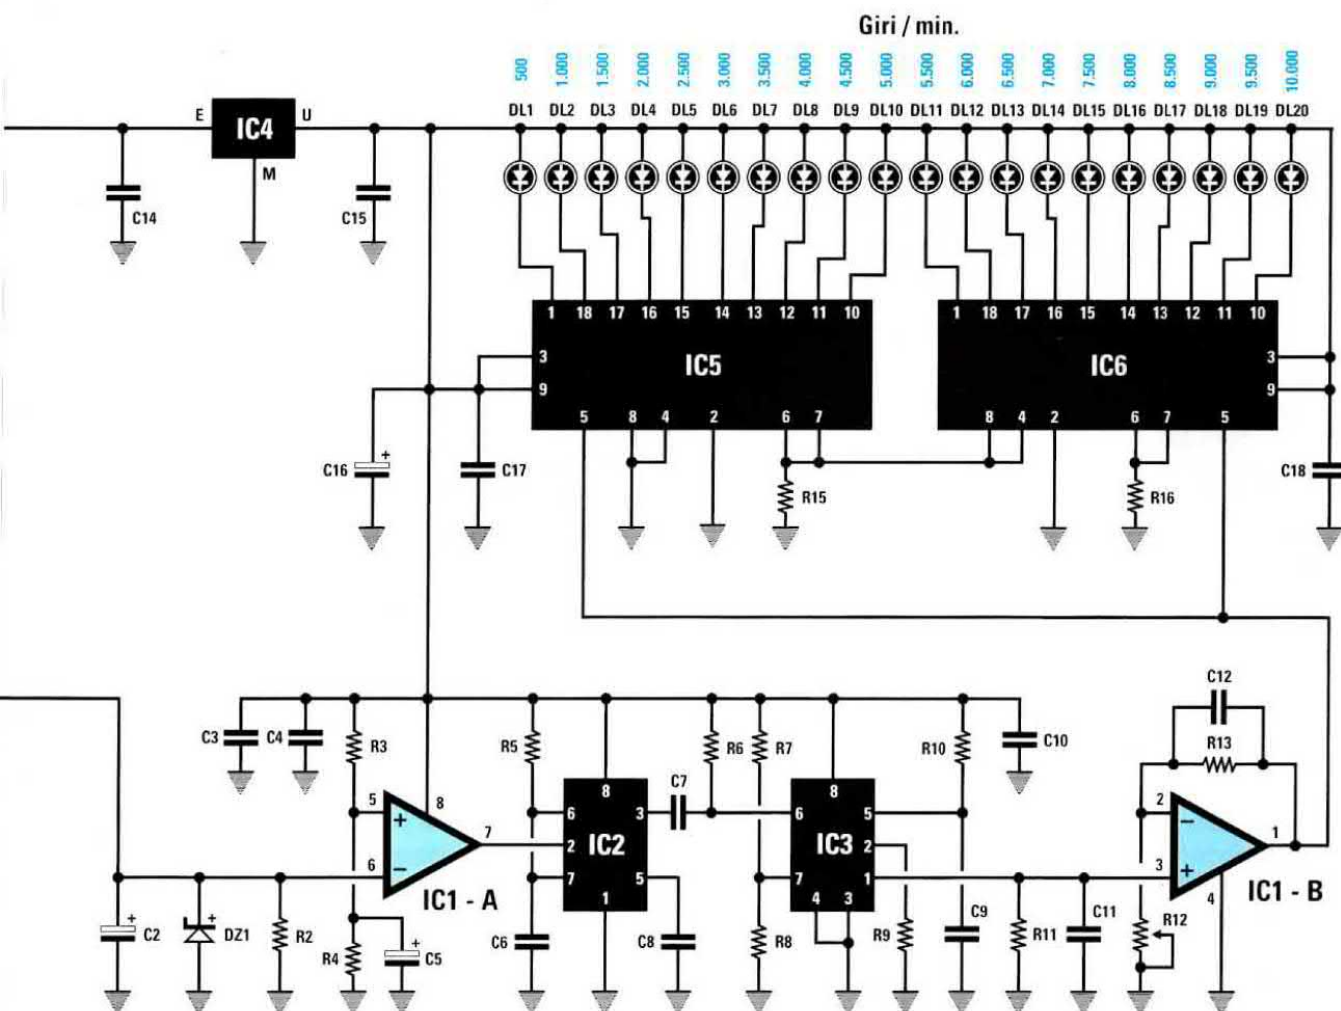 Giri / min.
500 1.000 1.500 2.000 2.500 3.000 3.500 4.000 4.500 5.000 5.500 6.000 6.500 7.000 7.500 8.000 8.500 9.000 9.500 10.000
DL1 DL2 DL3 DL4 DL5 DL6 DL7 DL8 DL9 DL10 DL11 DL12 DL13 DL14 DL15 DL16 DL17 DL18 DL19 DL20
E IC4 U
M
C14 C15
1 18 17 16 15 14 13 12 11 10 1 18 17 16 15 14 13 12 11 10
3 IC5 IC6 3
9 9
5 8 4 2 6 7 8 4 2 6 7 5
C16 + C17 R15 R16 C18
C12
C3 C4 R3 R5 R6 R7 R10 C10 R13
8 8 C7 8
5 + 6 3 6 5 2 −
7 2 IC2 IC3 2 1
6 − 7 5 7 1 3 +
IC1 - A 1 4 3 4 IC1 - B
C2 + DZ1 + R2 R4 C5 + C6 C8 R8 R9 C9 R11 C11 R12